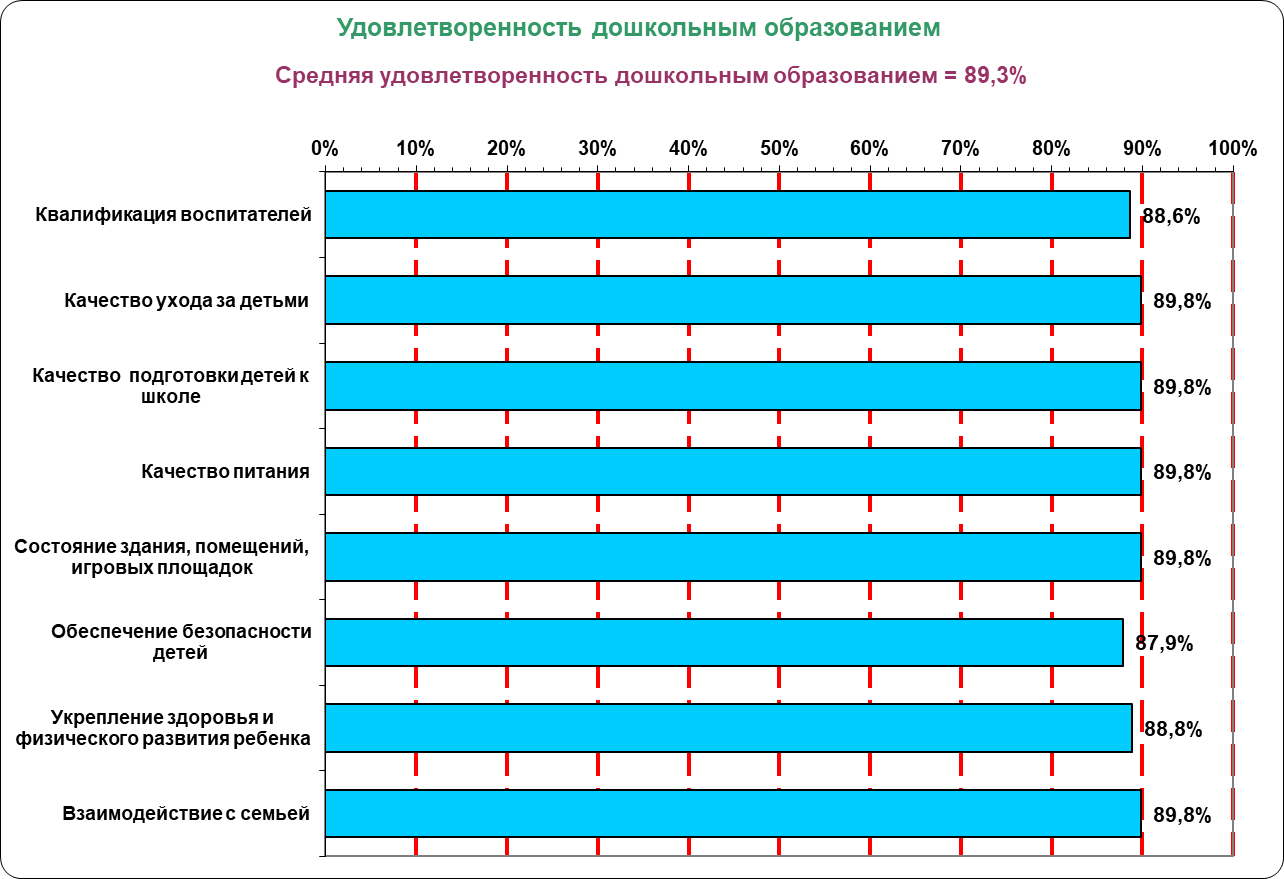 Удовлетворенность дошкольным образованием
Средняя удовлетворенность дошкольным образованием = 89,3%
0% 10% 20% 30% 40% 50% 60% 70% 80% 90% 100%
Квалификация воспитателей 88,6%
Качество ухода за детьми 89,8%
Качество подготовки детей к
школе
89,8%
Качество питания 89,8%
Состояние здания, помещений,
игровых площадок
89,8%
Обеспечение безопасности
детей
87,9%
Укрепление здоровья и
физического развития ребенка
88,8%
Взаимодействие с семьей 89,8%